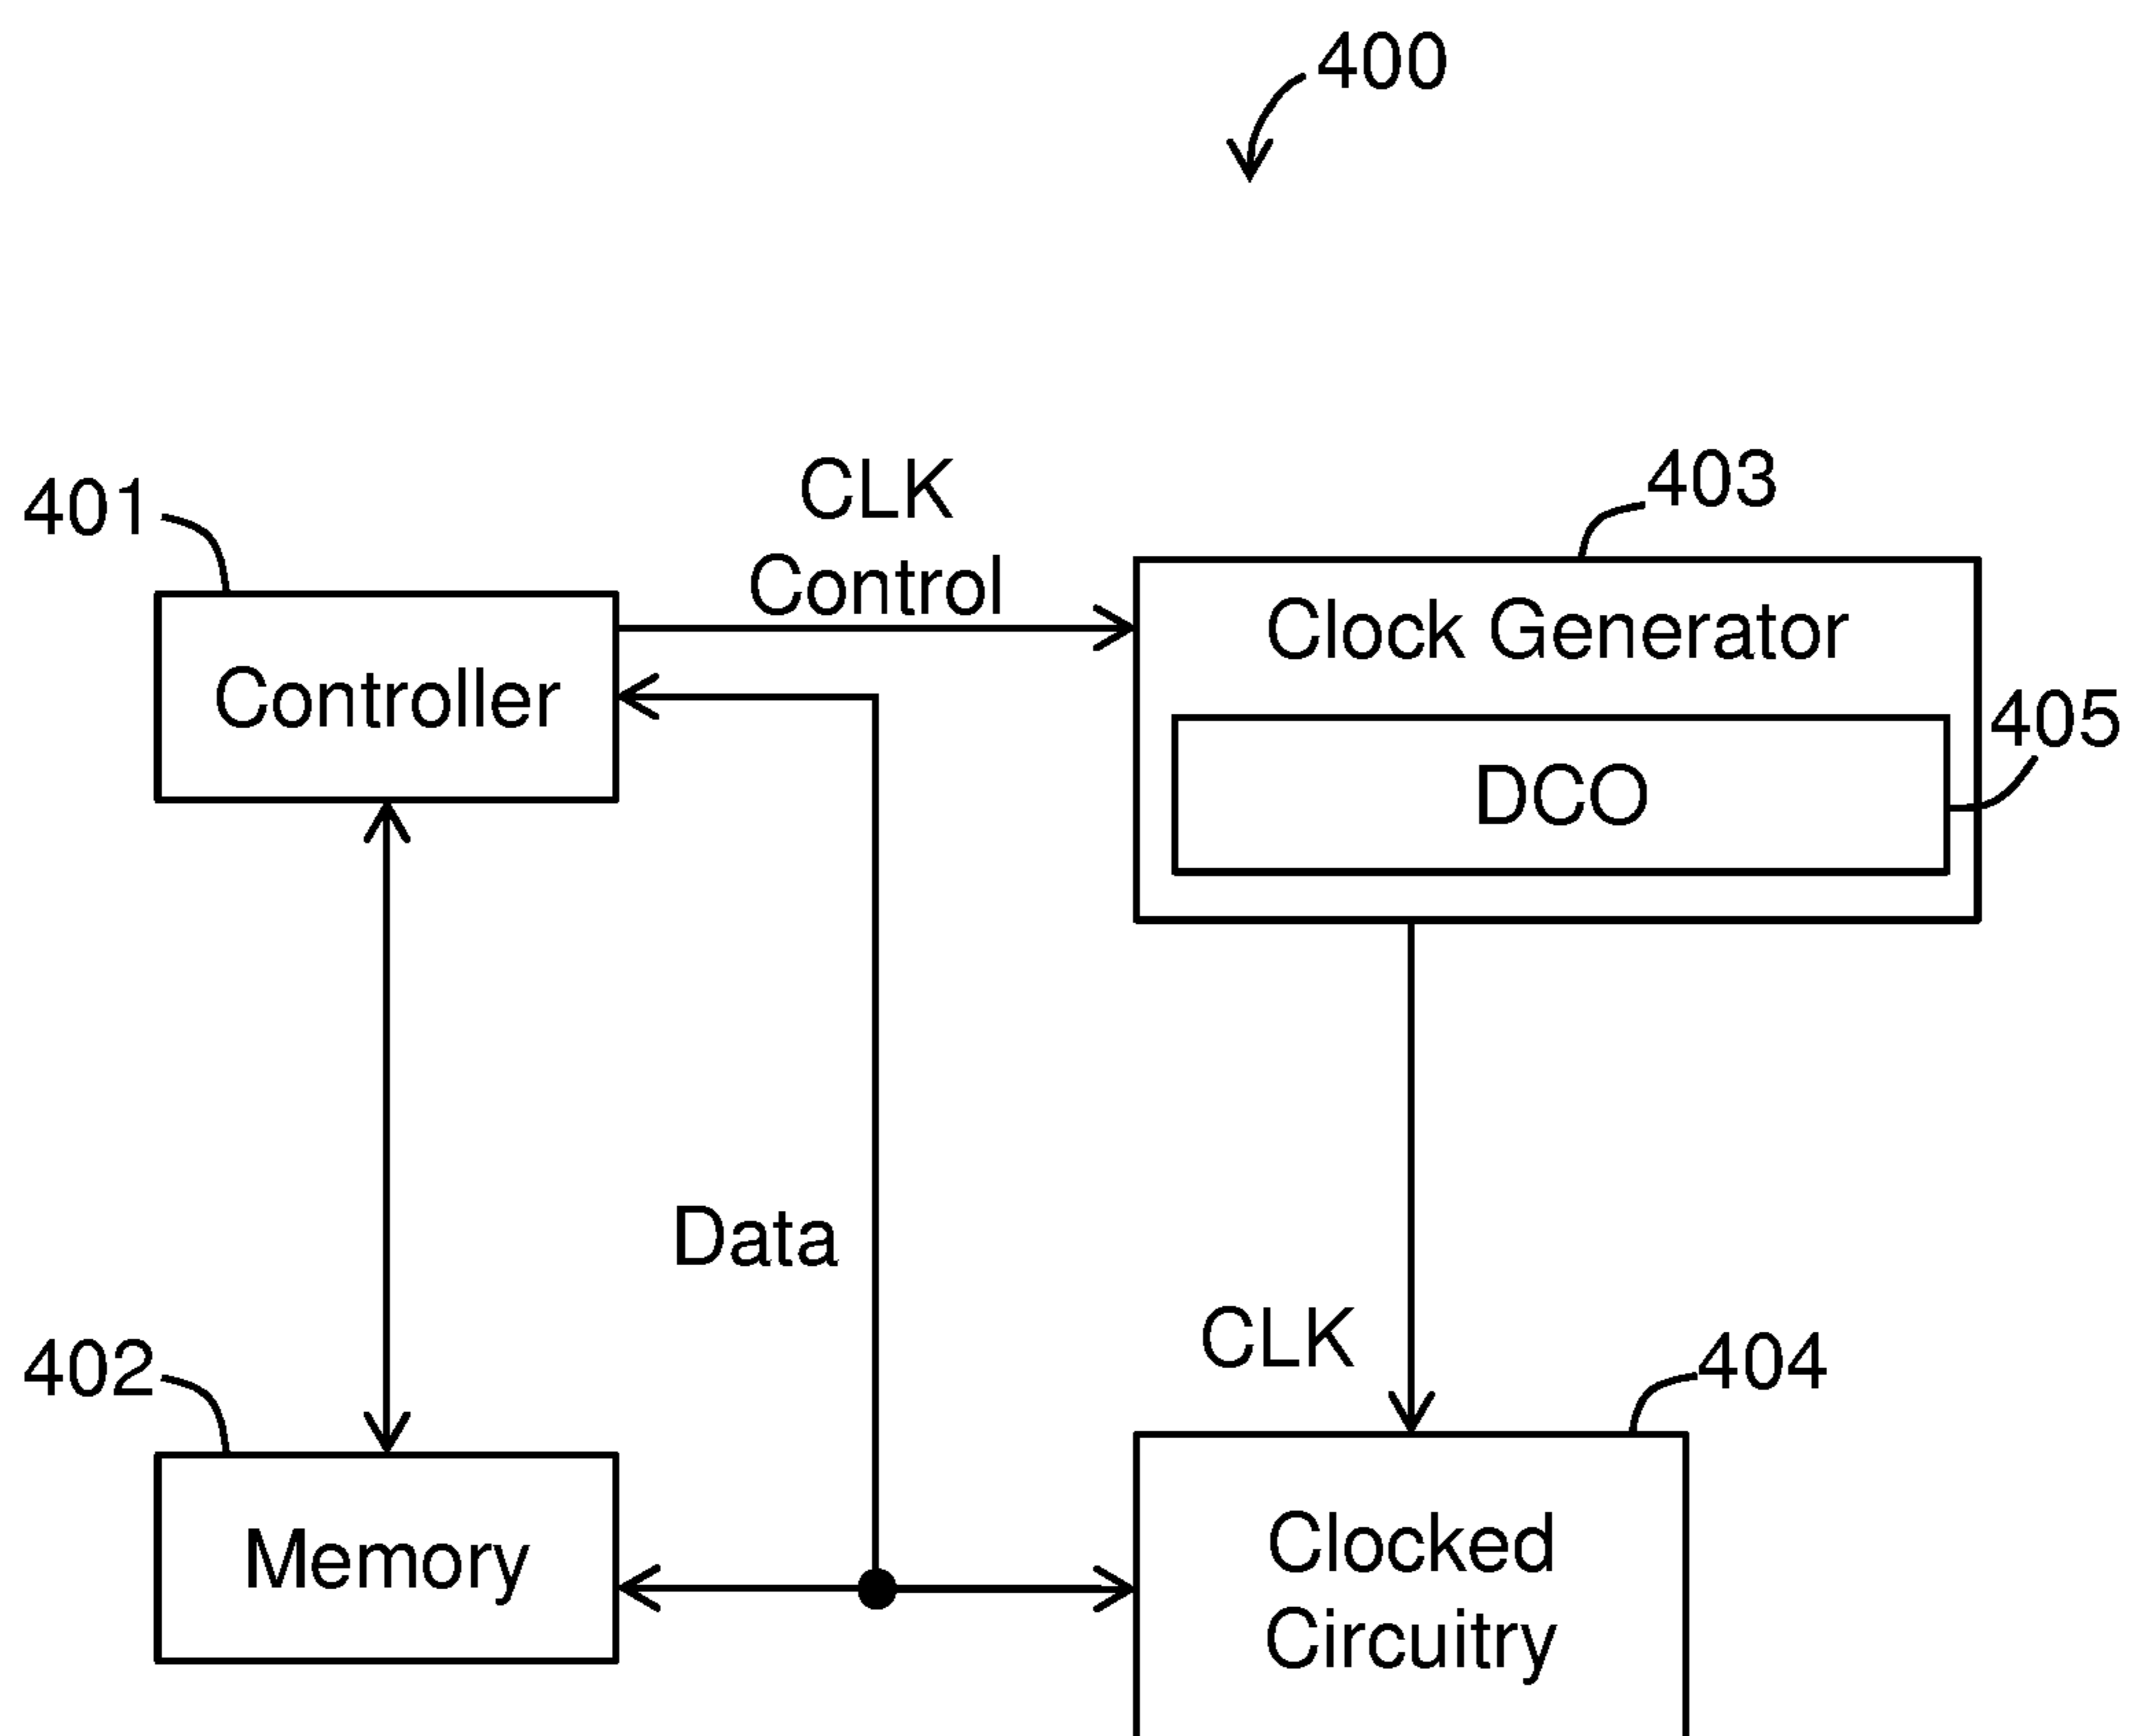 400
CLK
Control
401
403
Controller
Clock Generator
405
DCO
Data
CLK
402
404
Memory
Clocked
Circuitry